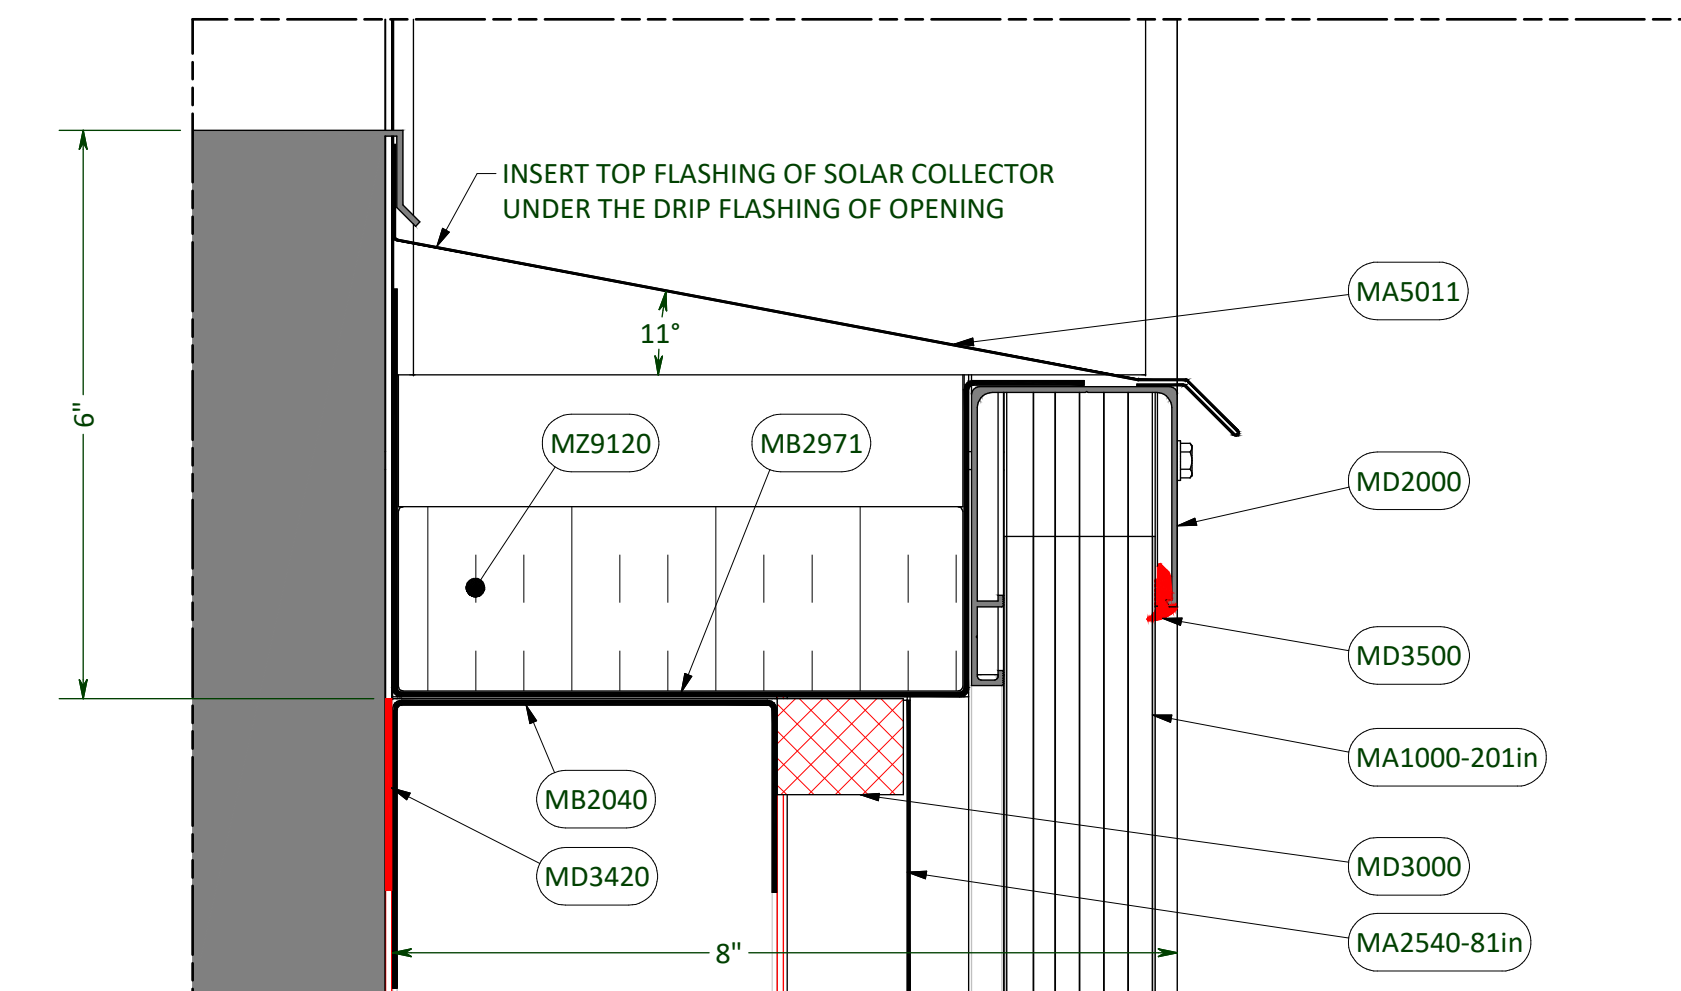 INSERT TOP FLASHING OF SOLAR COLLECTOR
UNDER THE DRIP FLASHING OF OPENING
MA5011
11°
6"
MZ9120
MB2971
MD2000
MD3500
MA1000-201in
MB2040
MD3000
MD3420
MA2540-81in
8"